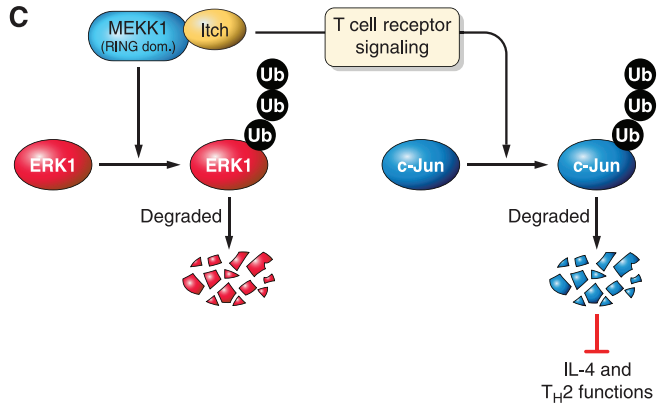 C
MEKK1
(RING dom.)
Itch
T cell receptor
signaling
Ub
Ub
Ub
ERK1
ERK1
Ub
Ub
Ub
c-Jun
c-Jun
Degraded
Degraded
IL-4 and
T_H2 functions